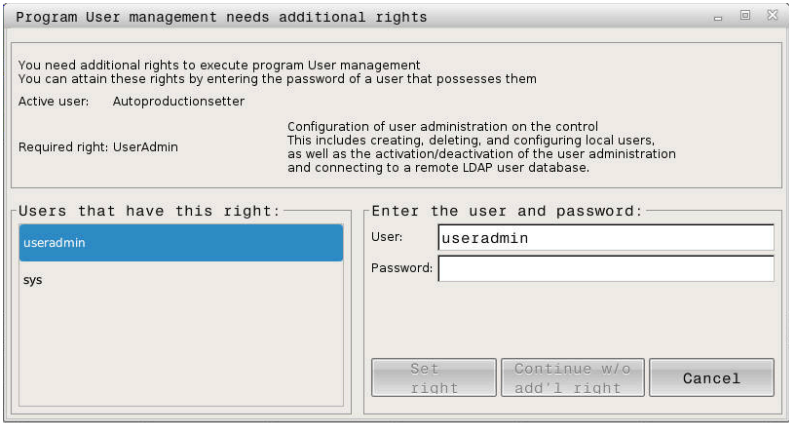 Program User management needs additional rights
You need additional rights to execute program User management
You can attain these rights by entering the password of a user that possesses them
Active user: Autoproductionsetter
Required right: UserAdmin
Configuration of user administration on the control
This includes creating, deleting, and configuring local users,
as well as the activation/deactivation of the user administration
and connecting to a remote LDAP user database.
Users that have this right:
useradmin
sys
Enter the user and password:
User: useradmin
Password:
Set
right
Continue w/o
add'l right
Cancel